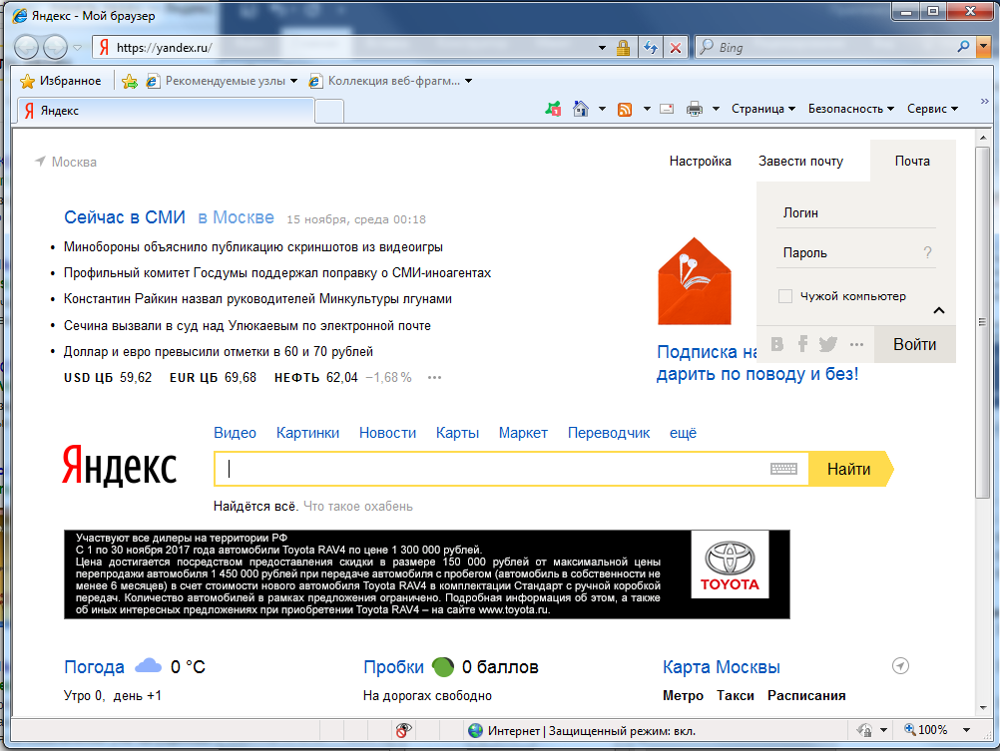 Яндекс - Мой браузер
https://yandex.ru/
Bing
Избранное
Рекомендуемые узлы
Коллекция веб-фрагм...
Яндекс
Страница
Безопасность
Сервис
Москва
Настройка
Завести почту
Почта
Сейчас в СМИ в Москве 15 ноября, среда 00:18
Минобороны объяснило публикацию скриншотов из видеоигры
Профильный комитет Госдумы поддержал поправку о СМИ-иноагентах
Константин Райкин назвал руководителей Минкультуры лгунами
Сечина вызвали в суд над Улюкаевым по электронной почте
Доллар и евро превысили отметки в 60 и 70 рублей
USD ЦБ 59,62 EUR ЦБ 69,68 НЕФТЬ 62,04 −1,68 % •••
Логин
Пароль ?
Чужой компьютер
Войти
Подписка на
дарить по поводу и без!
Видео Картинки Новости Карты Маркет Переводчик ещё
Яндекс
Найти
Найдётся всё. Что такое охабень
Участвуют все дилеры на территории РФ
С 1 по 30 ноября 2017 года автомобили Toyota RAV4 по цене 1 300 000 рублей.
Цена достигается посредством предоставления скидки в размере 150 000 рублей от максимальной цены
перепродажи автомобиля 1 450 000 рублей при передаче автомобиля с пробегом (автомобиль в собственности не
менее 6 месяцев) в счет стоимости нового автомобиля Toyota RAV4 в комплектации Стандарт с ручной коробкой
передач. Количество автомобилей в рамках предложения ограничено. Подробная информация об этом, а также
об иных интересных предложениях при приобретении Toyota RAV4 – на сайте www.toyota.ru.
TOYOTA
Погода 0 °C
Утро 0, день +1
Пробки 0 баллов
На дорогах свободно
Карта Москвы
Метро Такси Расписания
Интернет | Защищенный режим: вкл.
100%